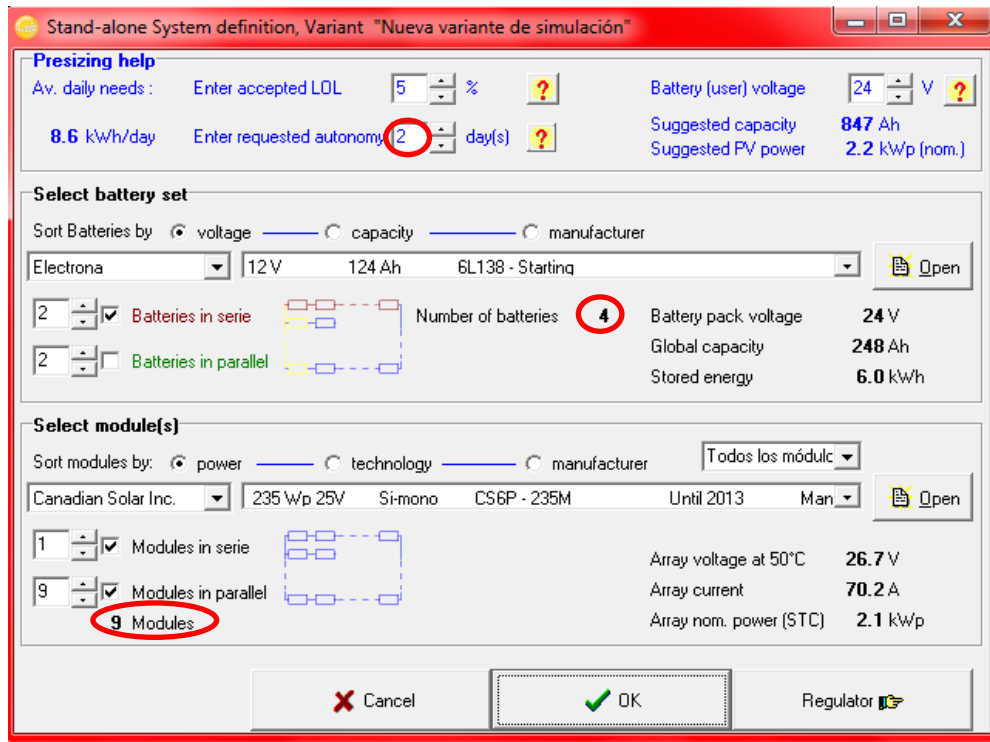 Stand-alone System definition, Variant "Nueva variante de simulación"
Presizing help
Av. daily needs : Enter accepted LOL 5 % ? Battery (user) voltage 24 V ?
8.6 kWh/day Enter requested autonomy 2 day(s) ? Suggested capacity 847 Ah
Suggested PV power 2.2 kWp (nom.)
Select battery set
Sort Batteries by voltage capacity manufacturer
Electrona 12 V 124 Ah 6L138 - Starting Open
2 Batteries in serie Number of batteries 4 Battery pack voltage 24 V
Global capacity 248 Ah
2 Batteries in parallel
Stored energy 6.0 kWh
Select module(s)
Sort modules by: power technology manufacturer Todos los módulc
Canadian Solar Inc. 235 Wp 25V Si-mono CS6P - 235M Until 2013 Man Open
1 Modules in serie
Array voltage at 50°C 26.7 V
9 Modules in parallel Array current 70.2 A
9 Modules Array nom. power (STC) 2.1 kWp
Cancel OK Regulator